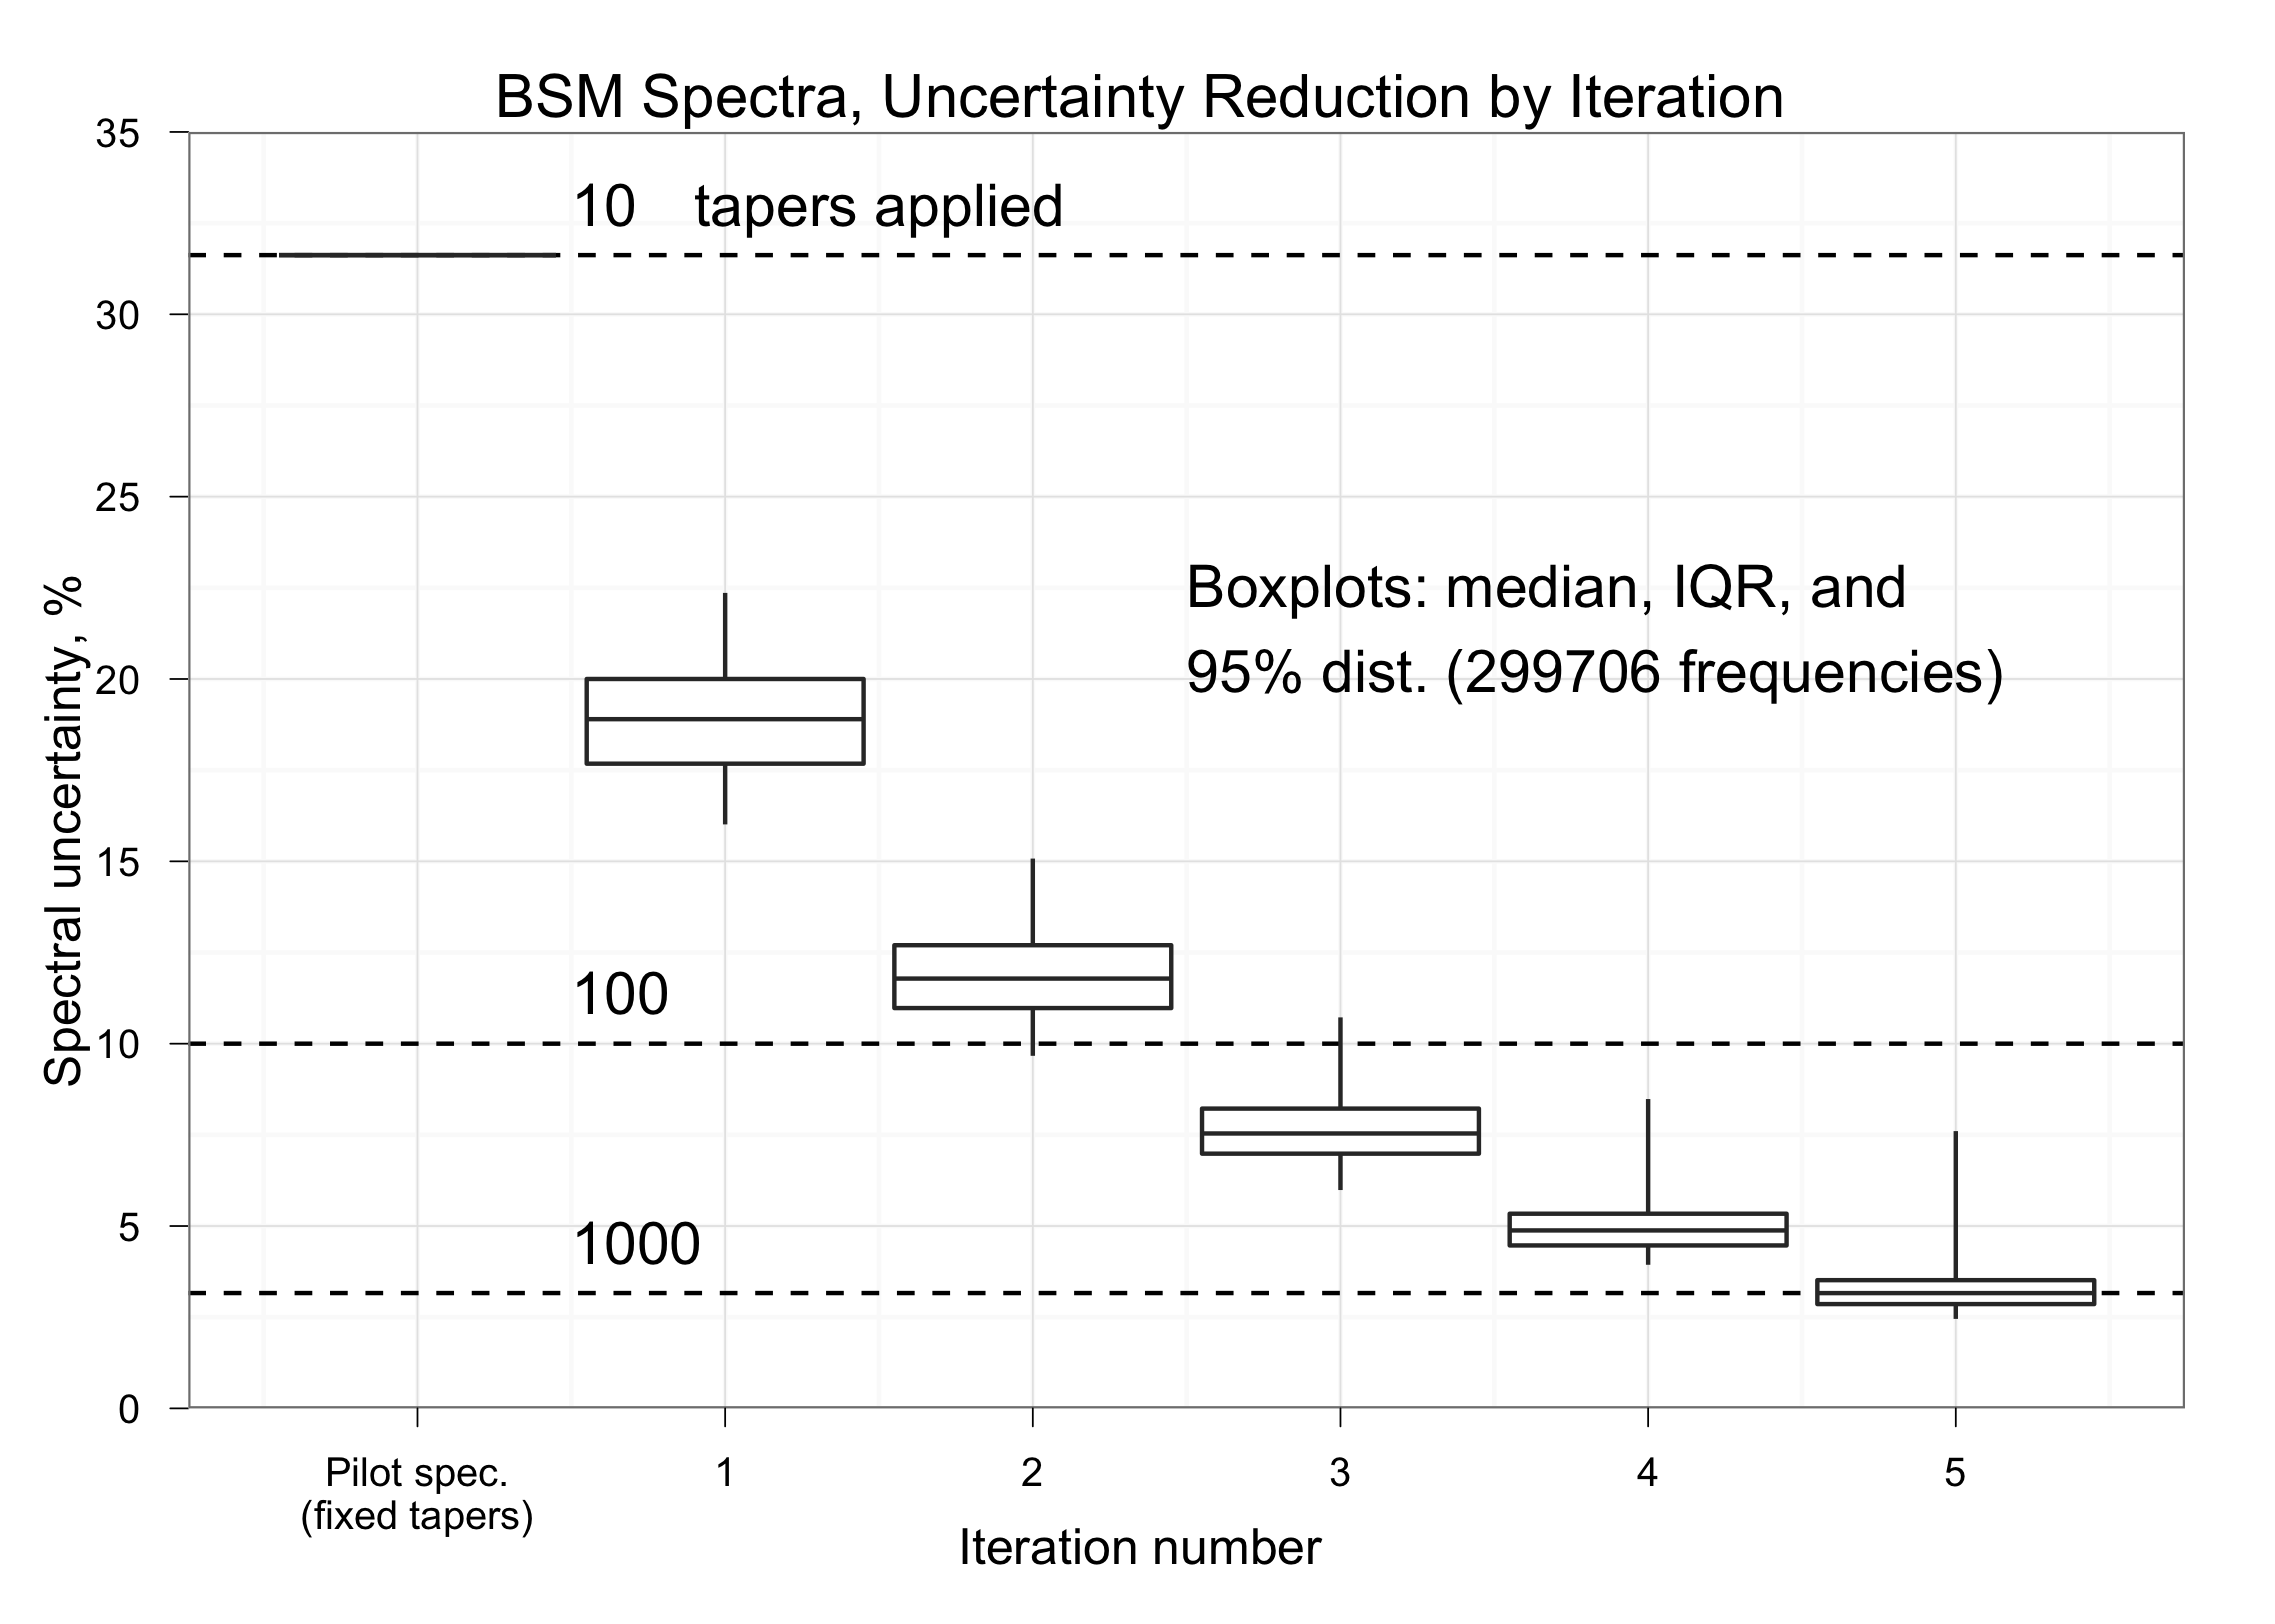 BSM Spectra, Uncertainty Reduction by Iteration
35
10 tapers applied
30
25
Boxplots: median, IQR, and
95% dist. (299706 frequencies)
20
15
100
10
1000
5
0
Spectral uncertainty, %
Pilot spec.
(fixed tapers)
1
2
3
4
5
Iteration number